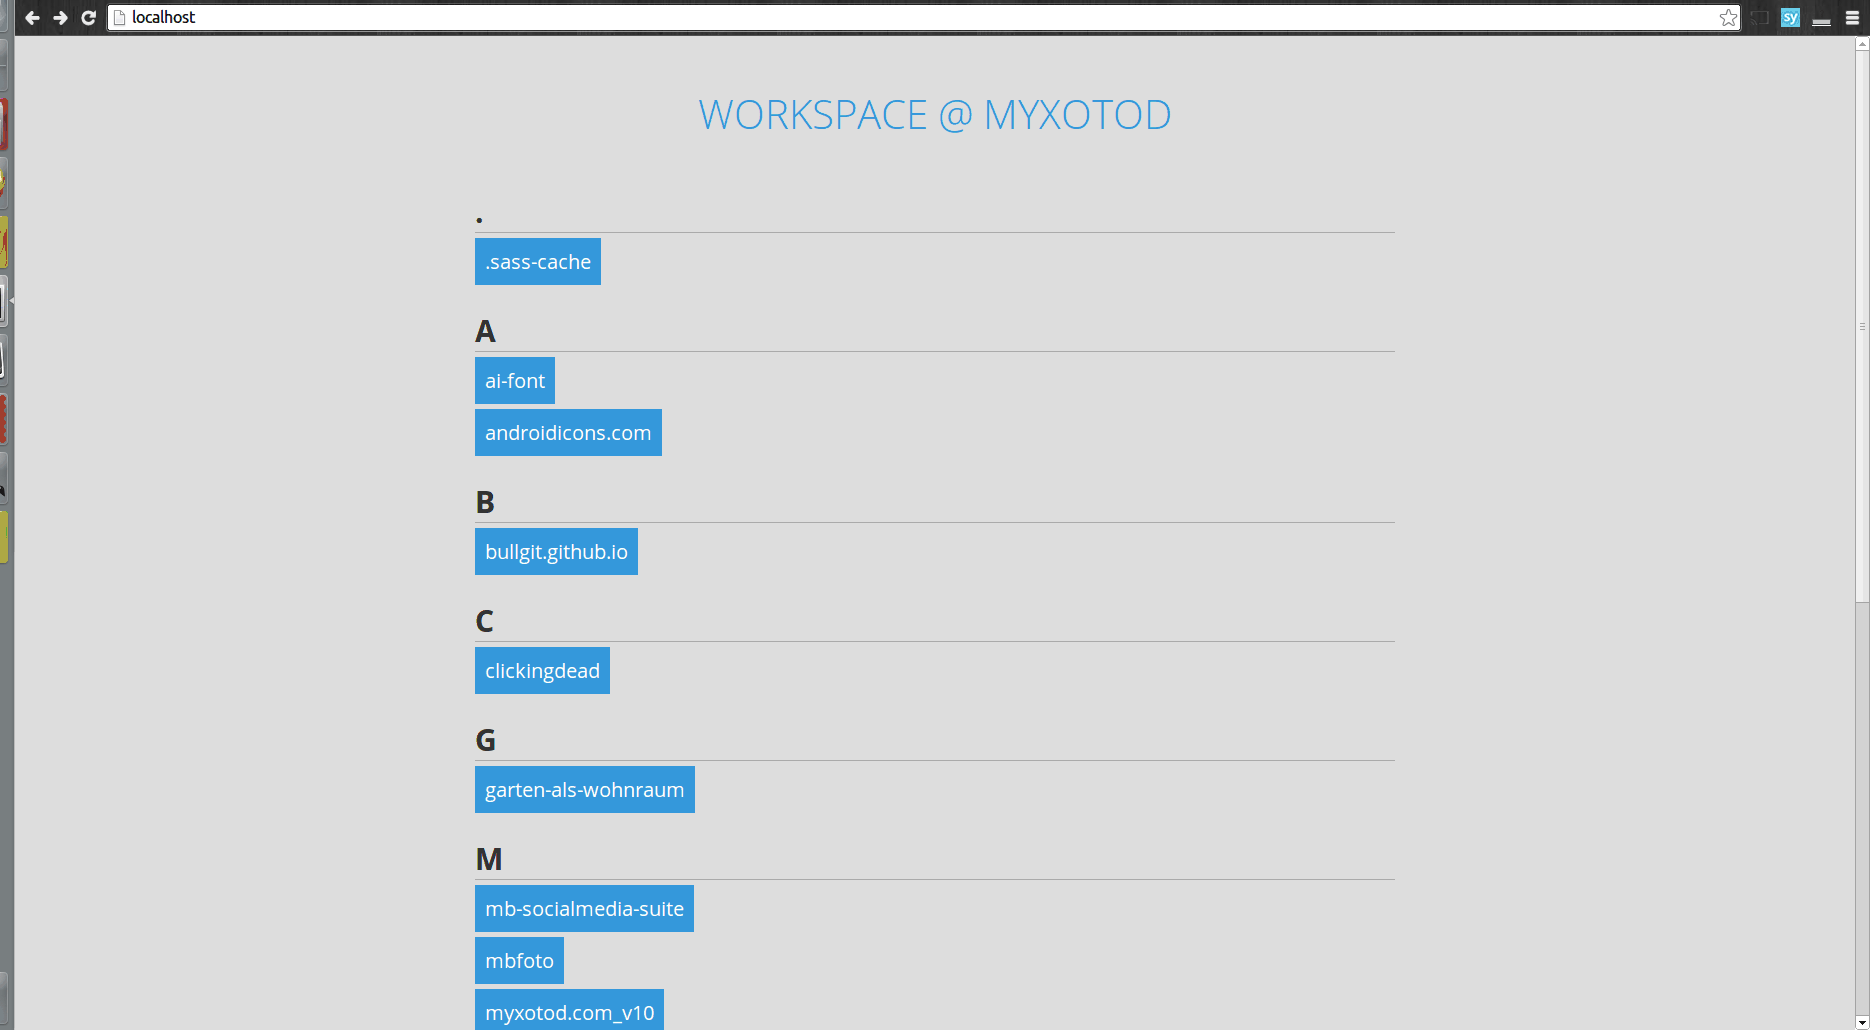 localhost
sy
WORKSPACE @ MYXOTOD
.
.sass-cache
A
ai-font
androidicons.com
B
bullgit.github.io
C
clickingdead
G
garten-als-wohnraum
M
mb-socialmedia-suite
mbfoto
myxotod.com_v10